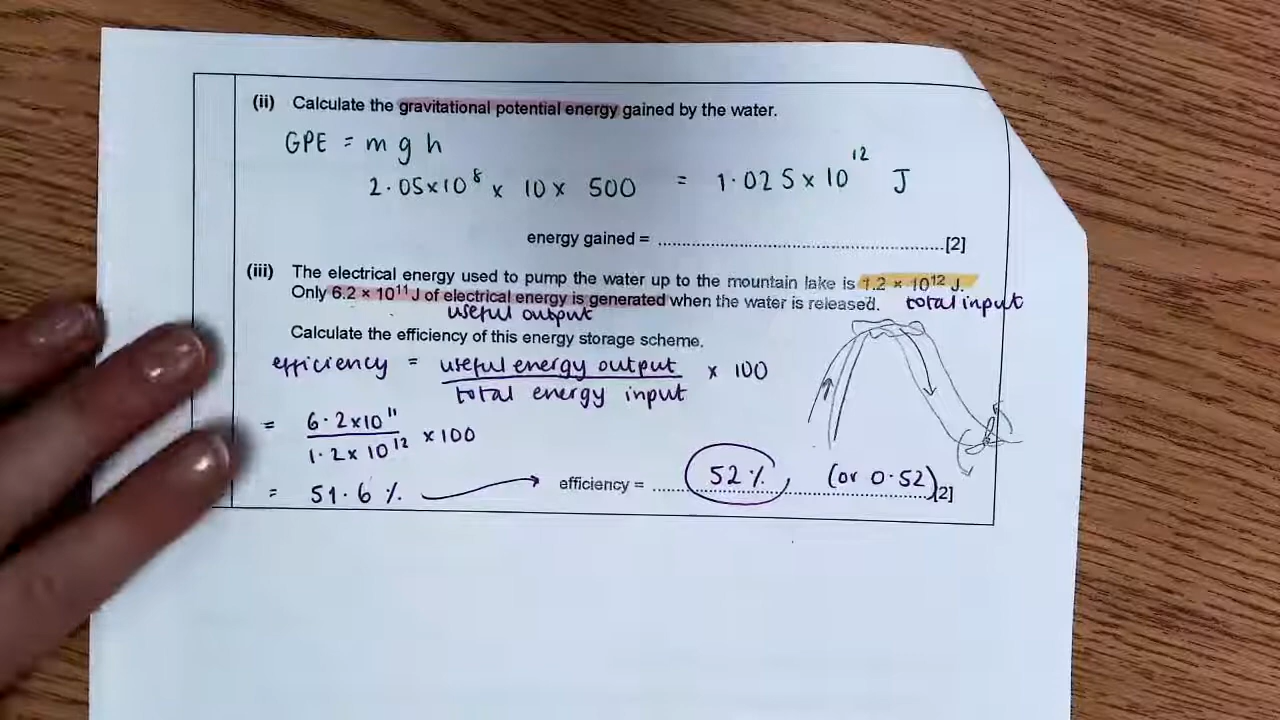 (ii) Calculate the gravitational potential energy gained by the water.
GPE = m g h
2.05×10⁸ × 10 × 500 = 1.025 × 10¹² J
energy gained = ......................................................[2]
(iii) The electrical energy used to pump the water up to the mountain lake is 1.2 × 10¹² J.
Only 6.2 × 10¹¹ J of electrical energy is generated when the water is released. total input
useful output
Calculate the efficiency of this energy storage scheme.
efficiency = useful energy output / total energy input × 100
= 6.2×10¹¹ / 1.2×10¹² × 100
= 51.6 % efficiency = ...... 52 % ...... (or 0.52) [2]